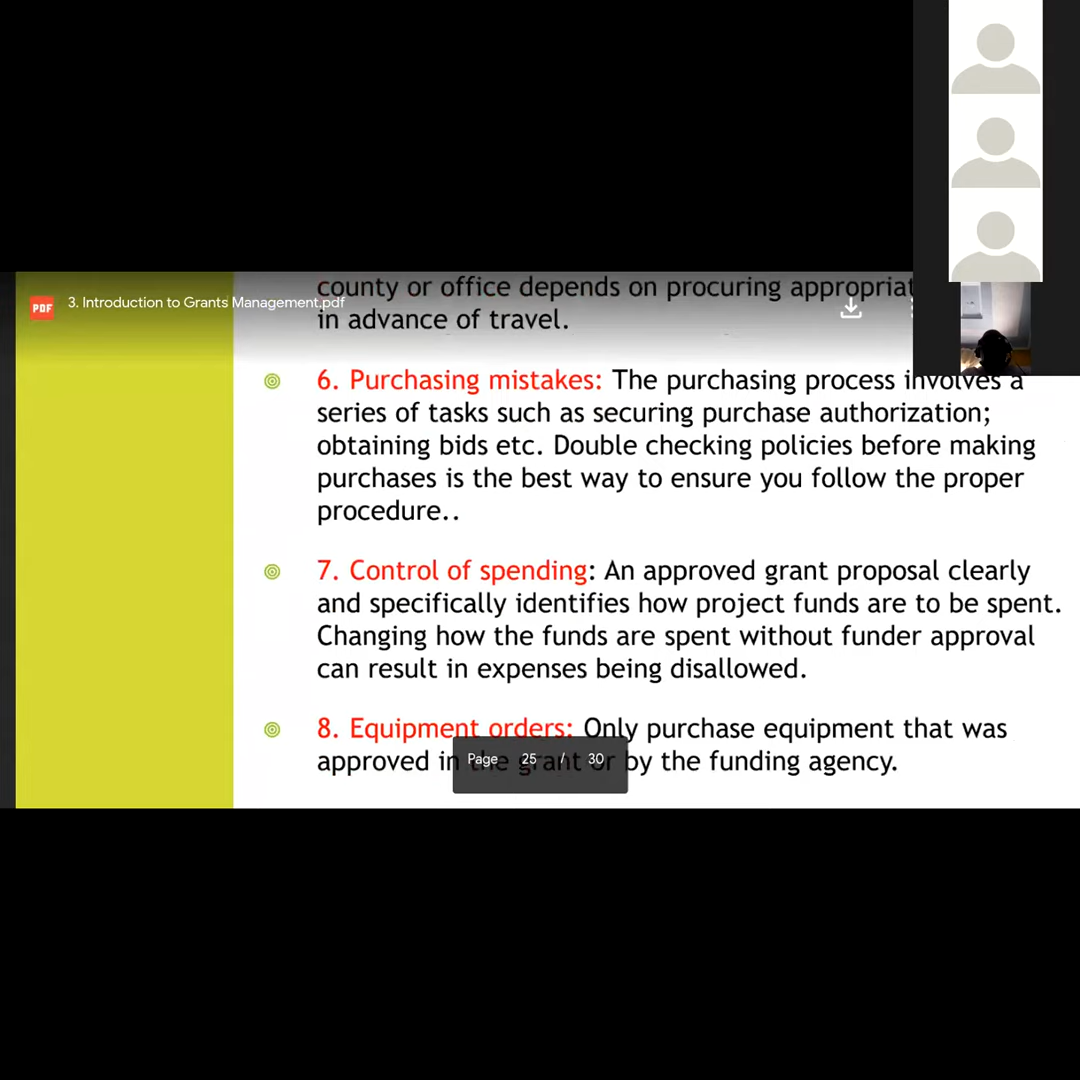 county or office depends on procuring
in advance of travel.
PDF
3. Introduction to Grants Management.pdf
6. Purchasing mistakes: The purchasing process involves a
series of tasks such as securing purchase authorization;
obtaining bids etc. Double checking policies before making
purchases is the best way to ensure you follow the proper
procedure..
7. Control of spending: An approved grant proposal clearly
and specifically identifies how project funds are to be spent.
Changing how the funds are spent without funder approval
can result in expenses being disallowed.
8. Equipment orders: Only purchase equipment that was
approved in the grant or by the funding agency.
Page 25 / 30